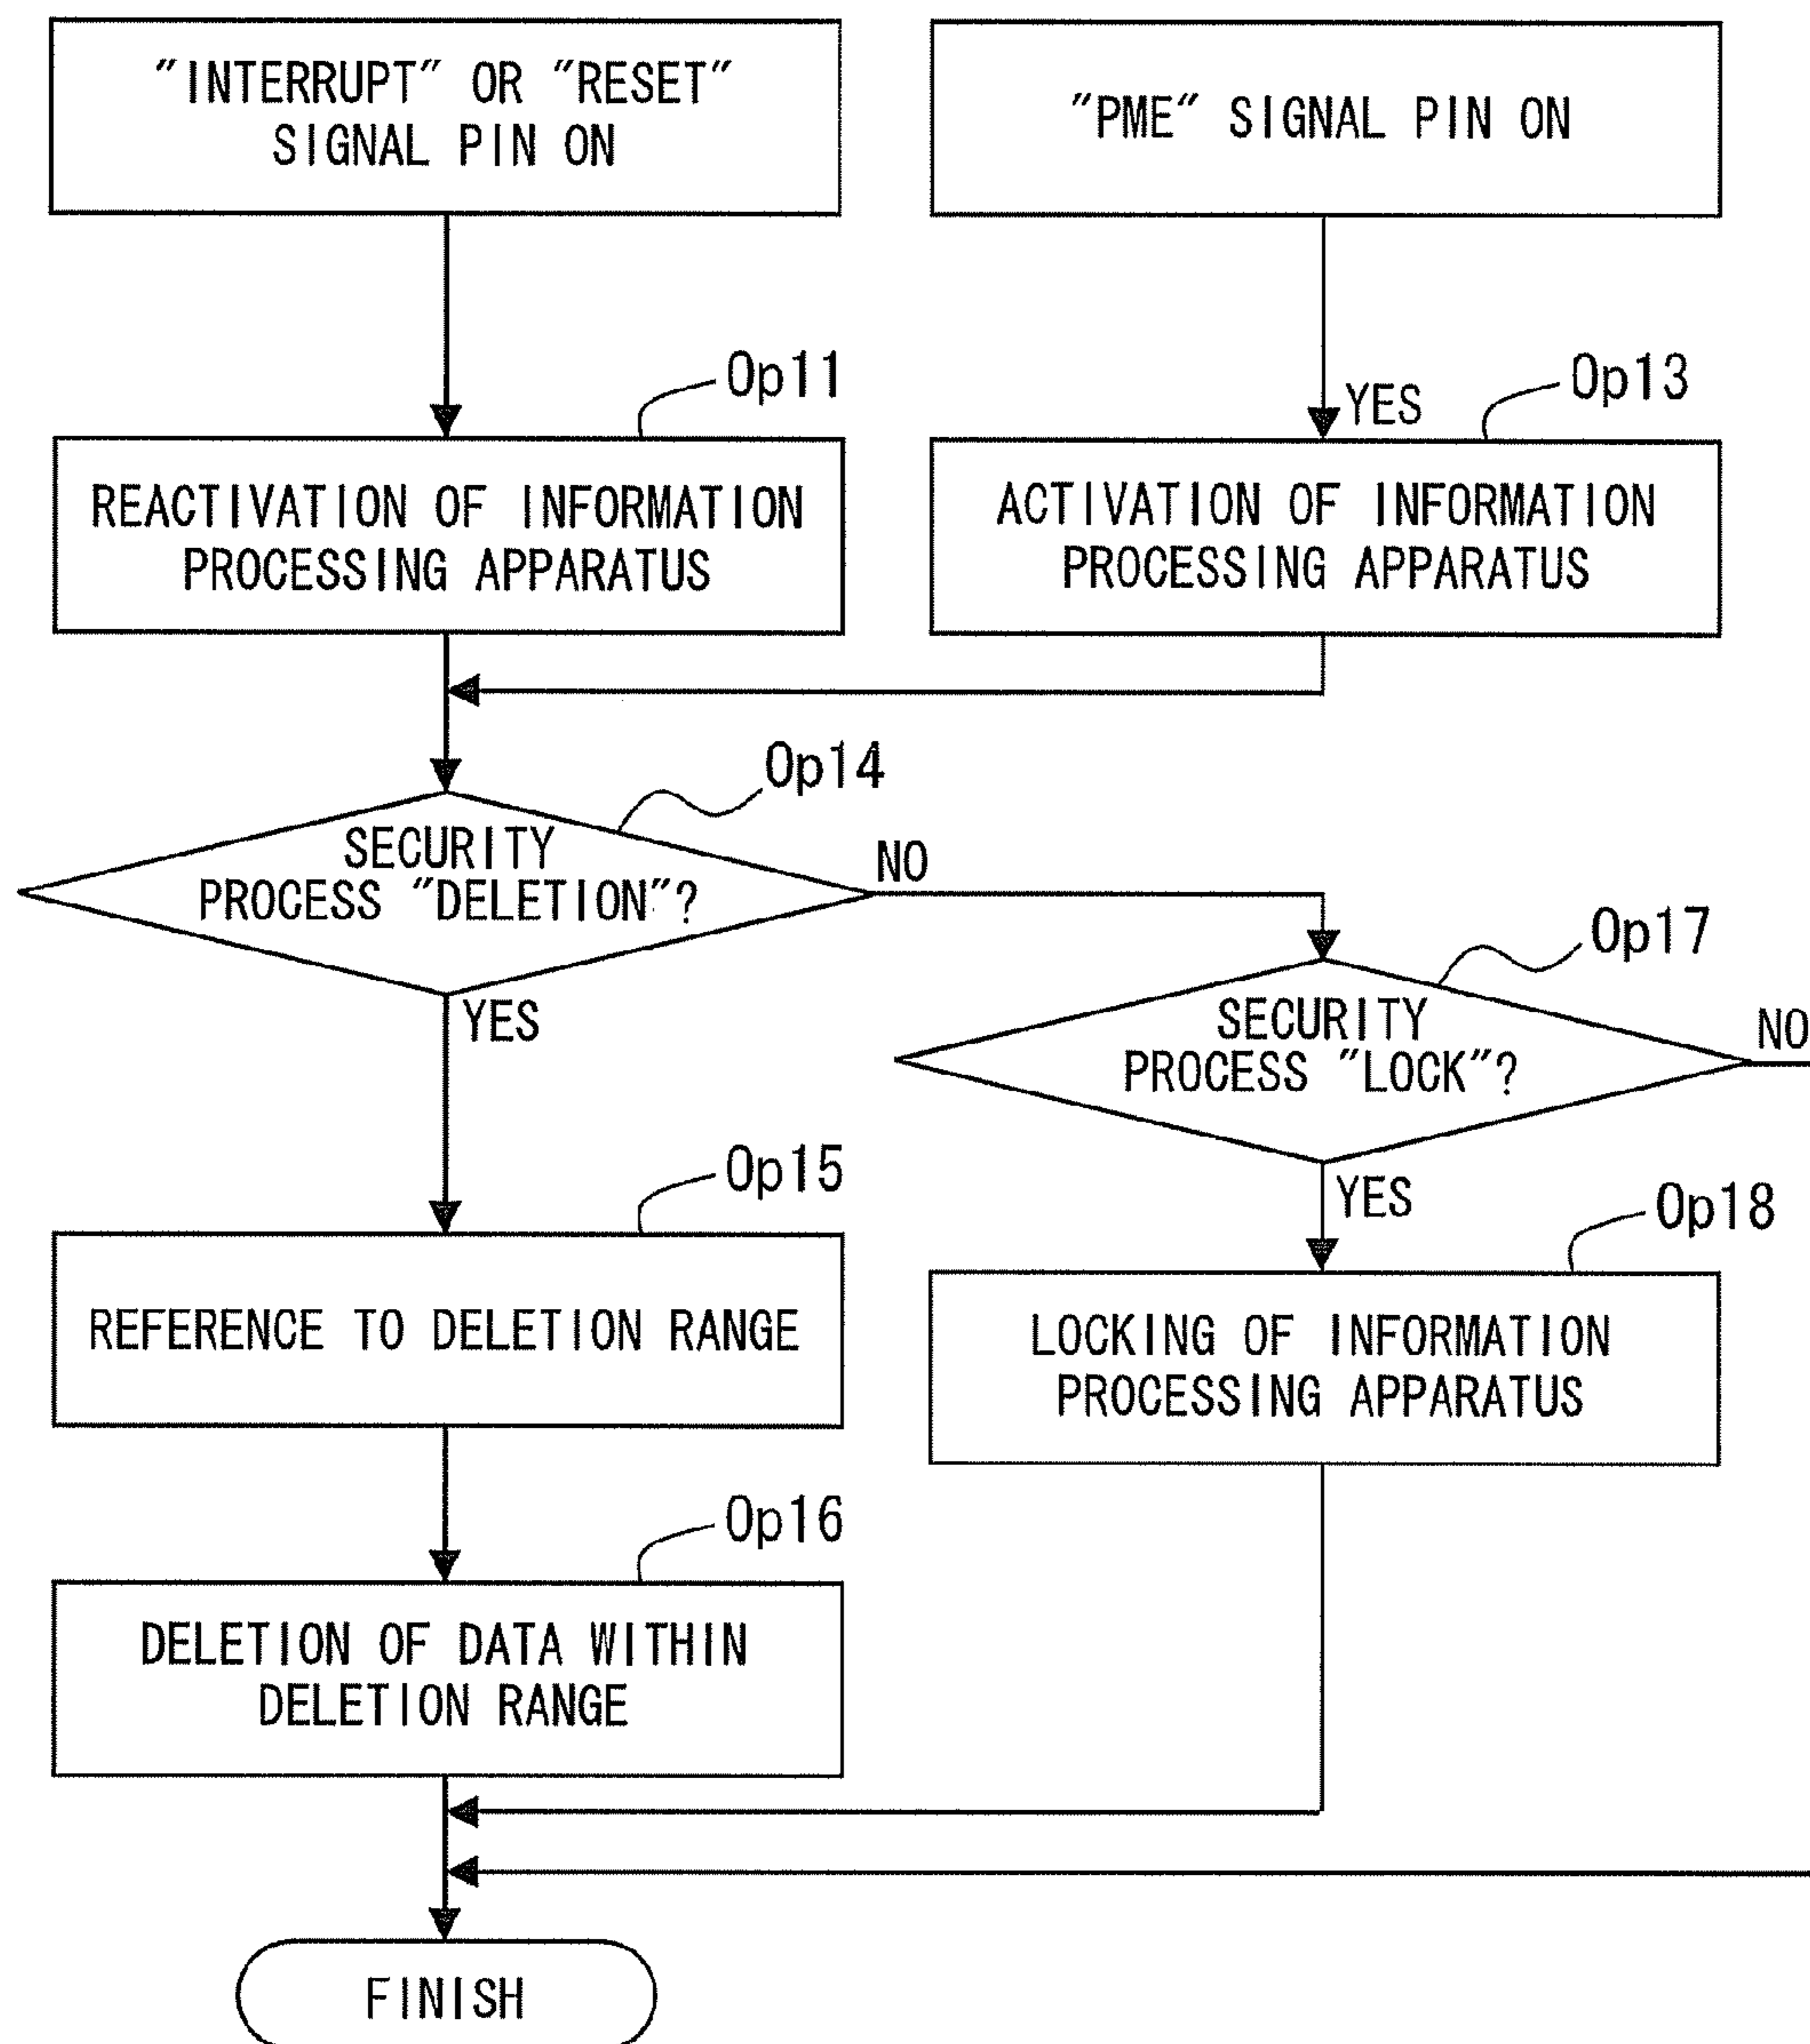 "INTERRUPT" OR "RESET"
SIGNAL PIN ON
"PME" SIGNAL PIN ON
Op11
YES
Op13
REACTIVATION OF INFORMATION
PROCESSING APPARATUS
ACTIVATION OF INFORMATION
PROCESSING APPARATUS
Op14
SECURITY
PROCESS "DELETION"?
NO
YES
Op17
SECURITY
PROCESS "LOCK"?
NO
YES
Op15
REFERENCE TO DELETION RANGE
Op18
LOCKING OF INFORMATION
PROCESSING APPARATUS
Op16
DELETION OF DATA WITHIN
DELETION RANGE
FINISH